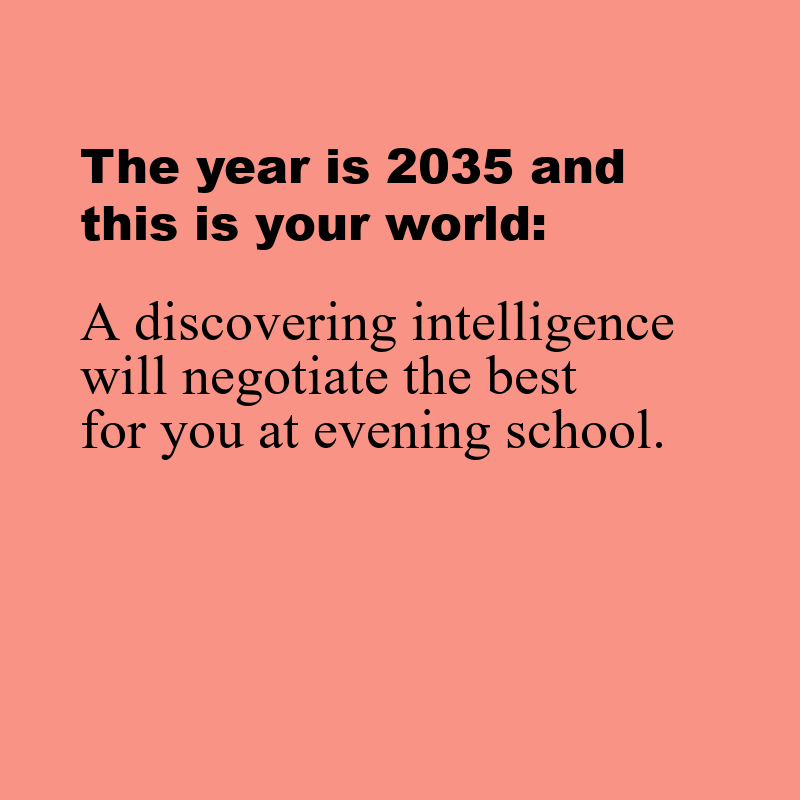 The year is 2035 and
this is your world:
A discovering intelligence
will negotiate the best
for you at evening school.